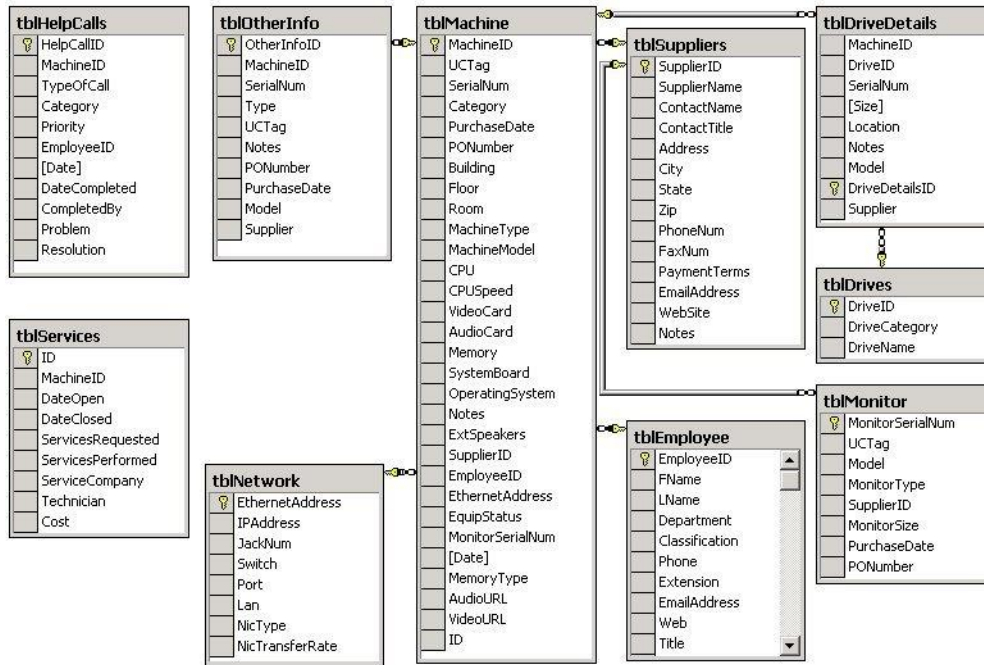 tblHelpCalls
HelpCallID
MachineID
TypeOfCall
Category
Priority
EmployeeID
[Date]
DateCompleted
CompletedBy
Problem
Resolution
tblOtherInfo
OtherInfoID
MachineID
SerialNum
Type
UCTag
Notes
PONumber
PurchaseDate
Model
Supplier
tblMachine
MachineID
UCTag
SerialNum
Category
PurchaseDate
PONumber
Building
Floor
Room
MachineType
MachineModel
CPU
CPUSpeed
VideoCard
AudioCard
Memory
SystemBoard
OperatingSystem
Notes
ExtSpeakers
SupplierID
EmployeeID
EthernetAddress
EquipStatus
MonitorSerialNum
[Date]
MemoryType
AudioURL
VideoURL
ID
tblSuppliers
SupplierID
SupplierName
ContactName
ContactTitle
Address
City
State
Zip
PhoneNum
FaxNum
PaymentTerms
EmailAddress
WebSite
Notes
tblDriveDetails
MachineID
DriveID
SerialNum
[Size]
Location
Notes
Model
DriveDetailsID
Supplier
tblDrives
DriveID
DriveCategory
DriveName
tblServices
ID
MachineID
DateOpen
DateClosed
ServicesRequested
ServicesPerformed
ServiceCompany
Technician
Cost
tblNetwork
EthernetAddress
IPAddress
JackNum
Switch
Port
Lan
NicType
NicTransferRate
tblEmployee
EmployeeID
FName
LName
Department
Classification
Phone
Extension
EmailAddress
Web
Title
tblMonitor
MonitorSerialNum
UCTag
Model
MonitorType
SupplierID
MonitorSize
PurchaseDate
PONumber